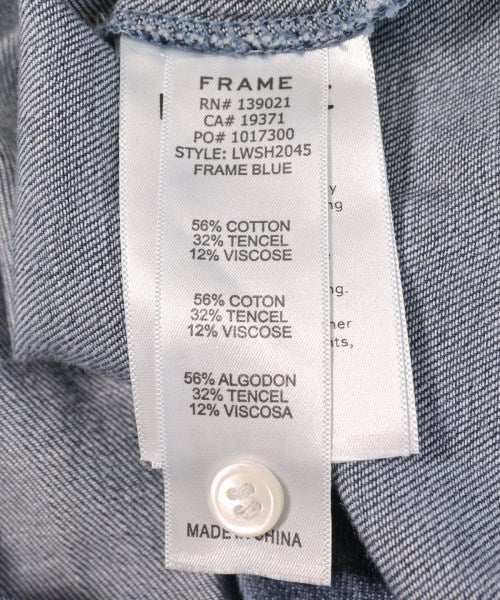 FRAME
RN# 139021
CA# 19371
PO# 1017300
STYLE: LWSH2045
FRAME BLUE
56% COTTON
32% TENCEL
12% VISCOSE
56% COTON
32% TENCEL
12% VISCOSE
56% ALGODON
32% TENCEL
12% VISCOSA
MADE IN CHINA